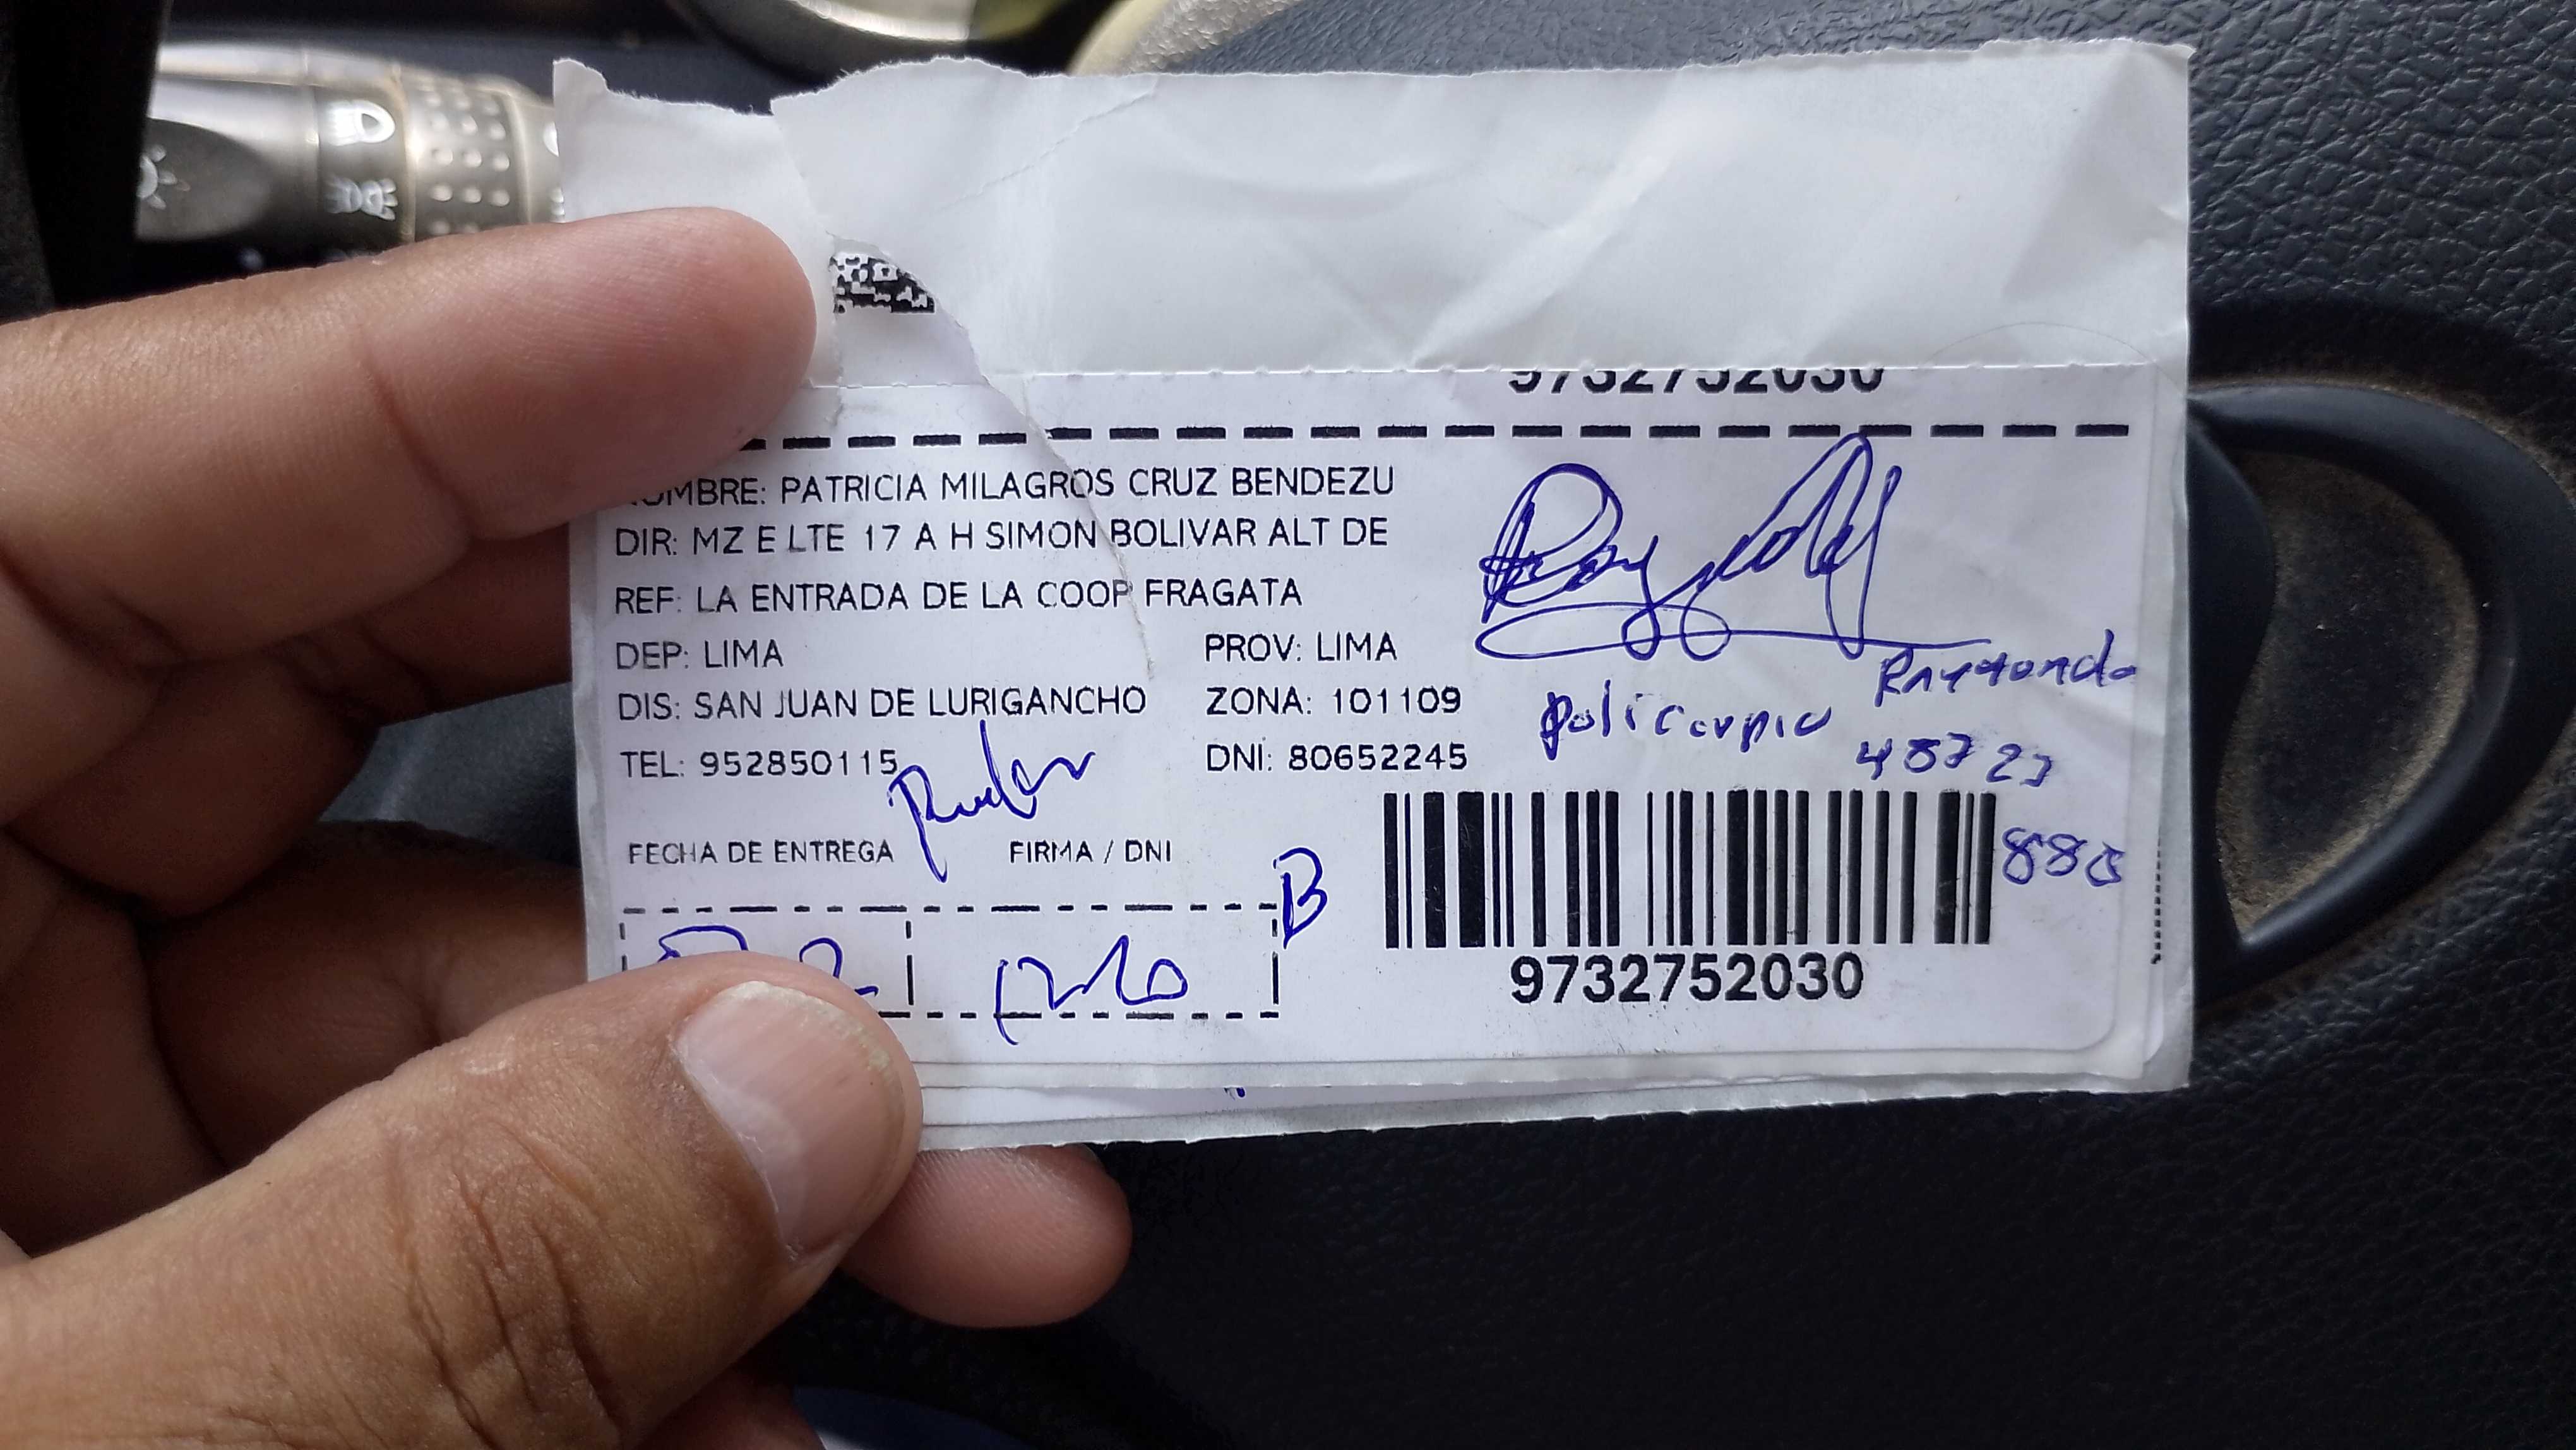 9732752030
NOMBRE: PATRICIA MILAGROS CRUZ BENDEZU
DIR: MZ E LTE 17 A H SIMON BOLIVAR ALT DE
REF: LA ENTRADA DE LA COOP FRAGATA
DEP: LIMA PROV: LIMA
DIS: SAN JUAN DE LURIGANCHO ZONA: 101109
TEL: 952850115 DNI: 80652245
FECHA DE ENTREGA FIRMA / DNI
Raymondo
Policarpio
48727
B
9732752030